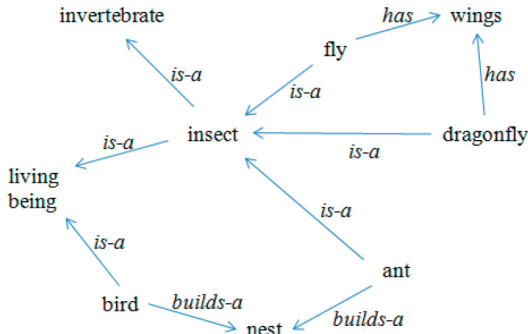 invertebrate
wings
has
fly
is-a
is-a
has
insect
dragonfly
is-a
is-a
living
being
is-a
is-a
ant
bird
builds-a
builds-a
nest